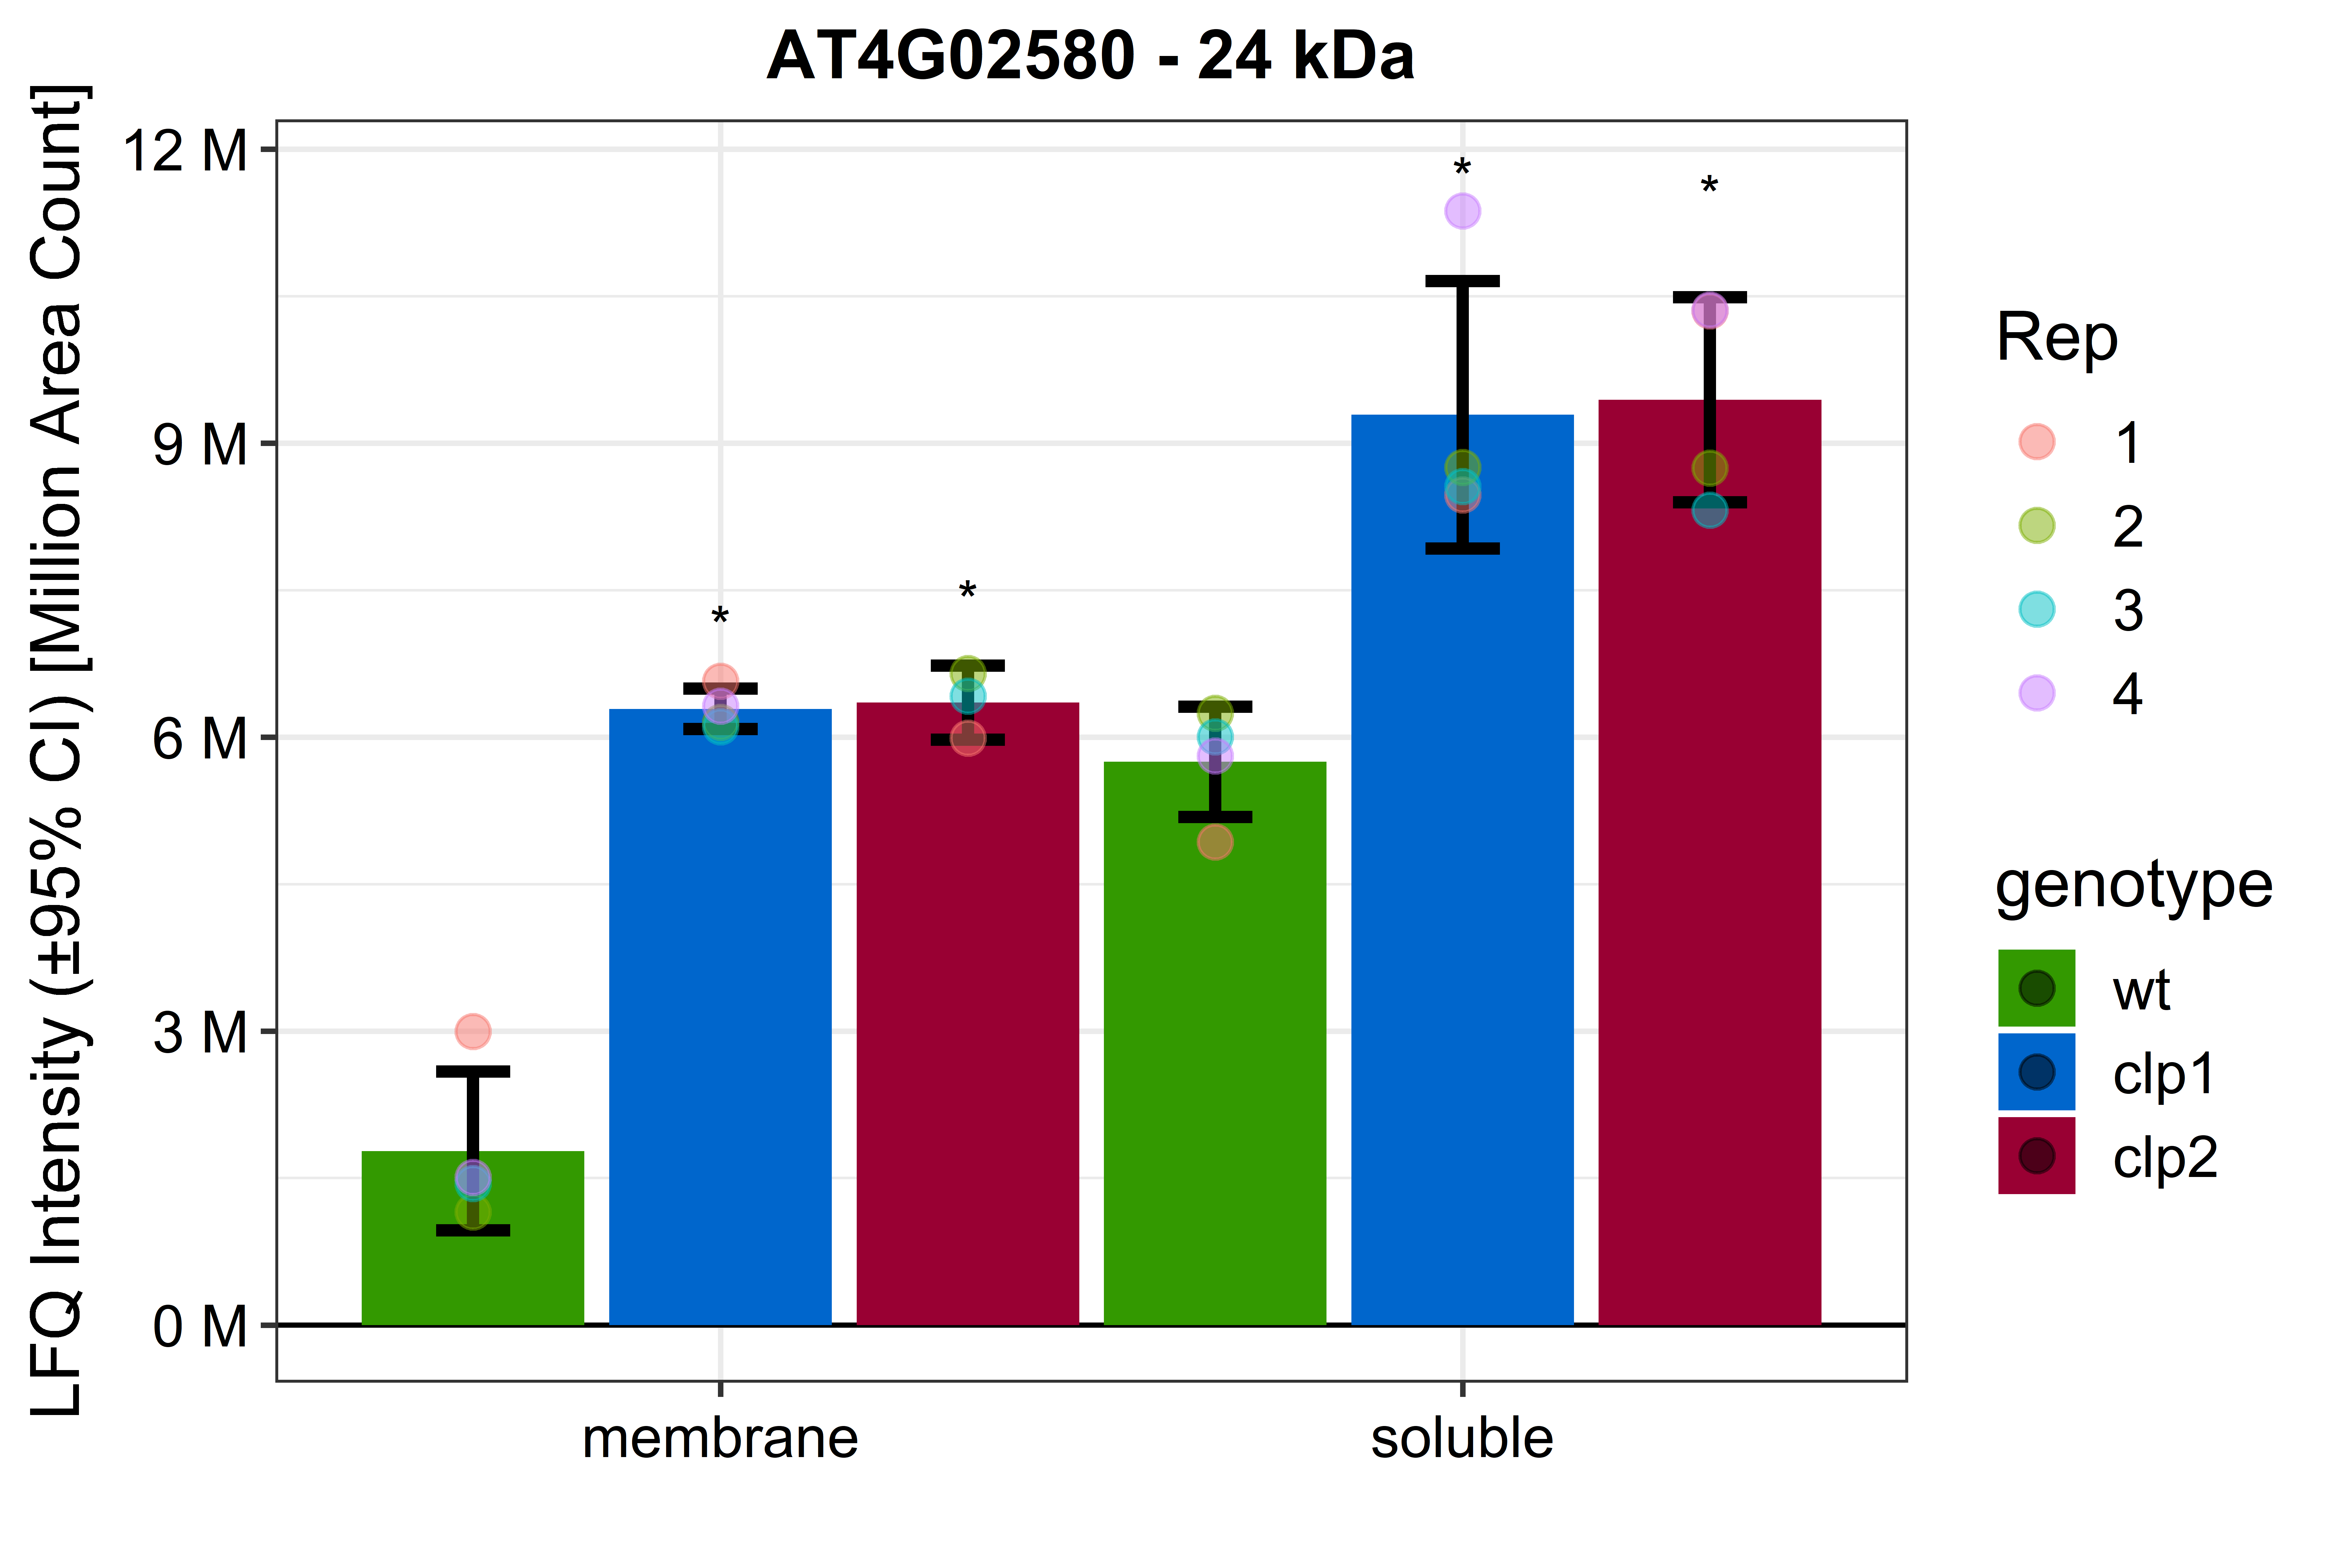 AT4G02580 - 24 kDa
LFQ Intensity (±95% CI) [Million Area Count]
12 M
9 M
6 M
3 M
0 M
*
*
*
*
membrane
soluble
Rep
1
2
3
4
genotype
wt
clp1
clp2